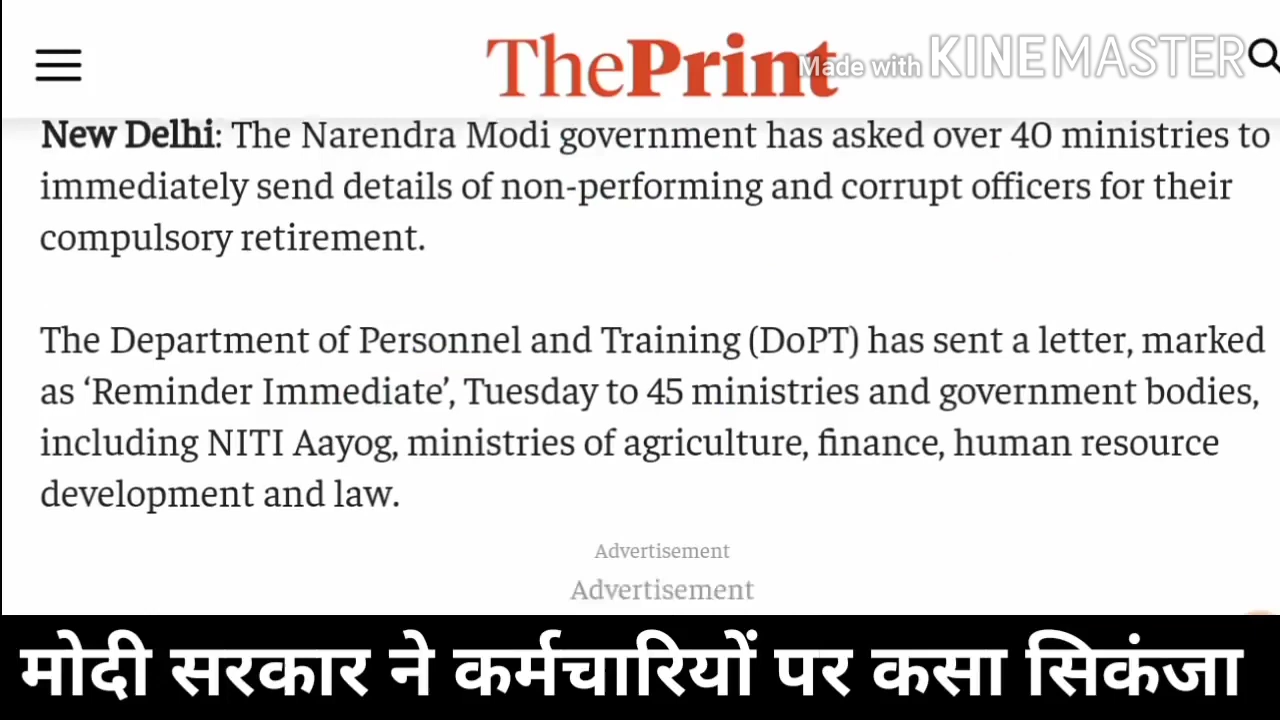 ThePrint
Made with KINEMASTER
New Delhi: The Narendra Modi government has asked over 40 ministries to
immediately send details of non-performing and corrupt officers for their
compulsory retirement.
The Department of Personnel and Training (DoPT) has sent a letter, marked
as ‘Reminder Immediate’, Tuesday to 45 ministries and government bodies,
including NITI Aayog, ministries of agriculture, finance, human resource
development and law.
Advertisement
Advertisement
मोदी सरकार ने कर्मचारियों पर कसा सिकंजा